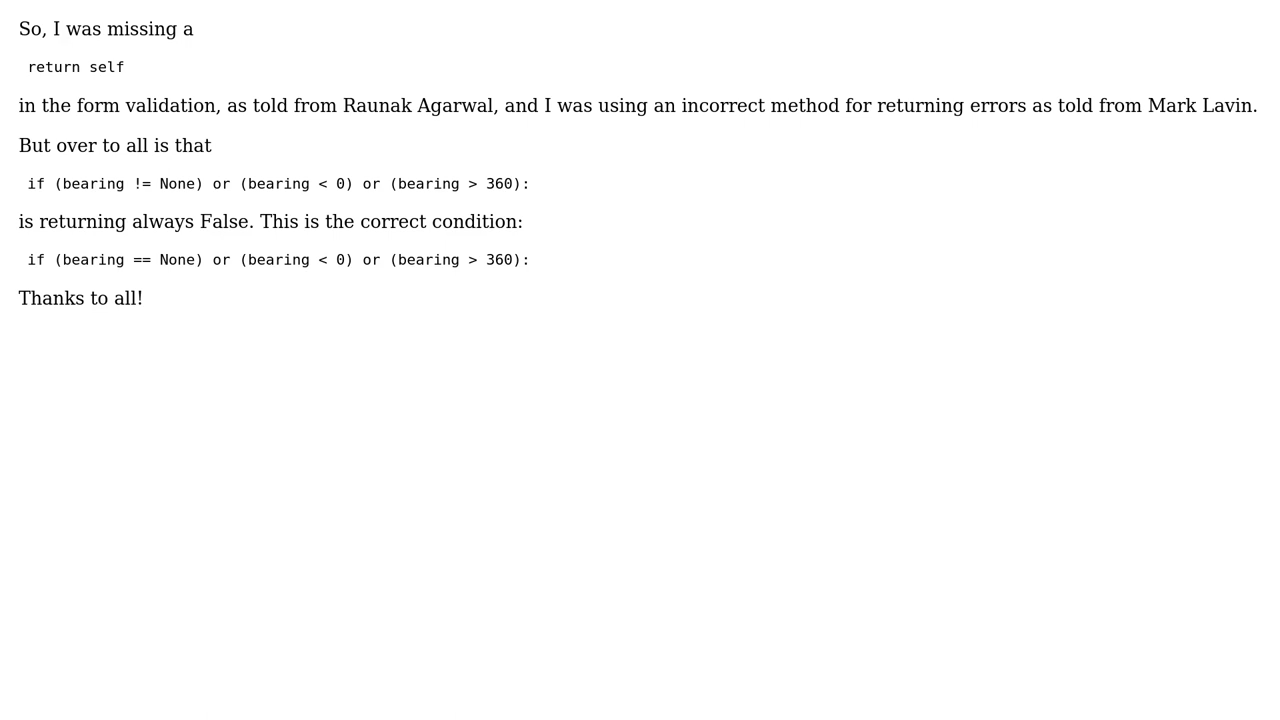 So, I was missing a
return self
in the form validation, as told from Raunak Agarwal, and I was using an incorrect method for returning errors as told from Mark Lavin.
But over to all is that
if (bearing != None) or (bearing < 0) or (bearing > 360):
is returning always False. This is the correct condition:
if (bearing == None) or (bearing < 0) or (bearing > 360):
Thanks to all!